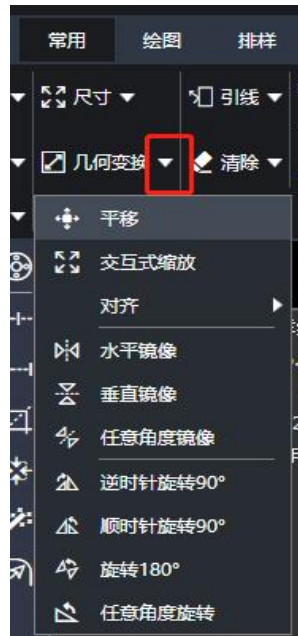 常用 绘图 排样
尺寸 引线
几何变换 清除
平移
交互式缩放
对齐
水平镜像
垂直镜像
任意角度镜像
逆时针旋转90°
顺时针旋转90°
旋转180°
任意角度旋转